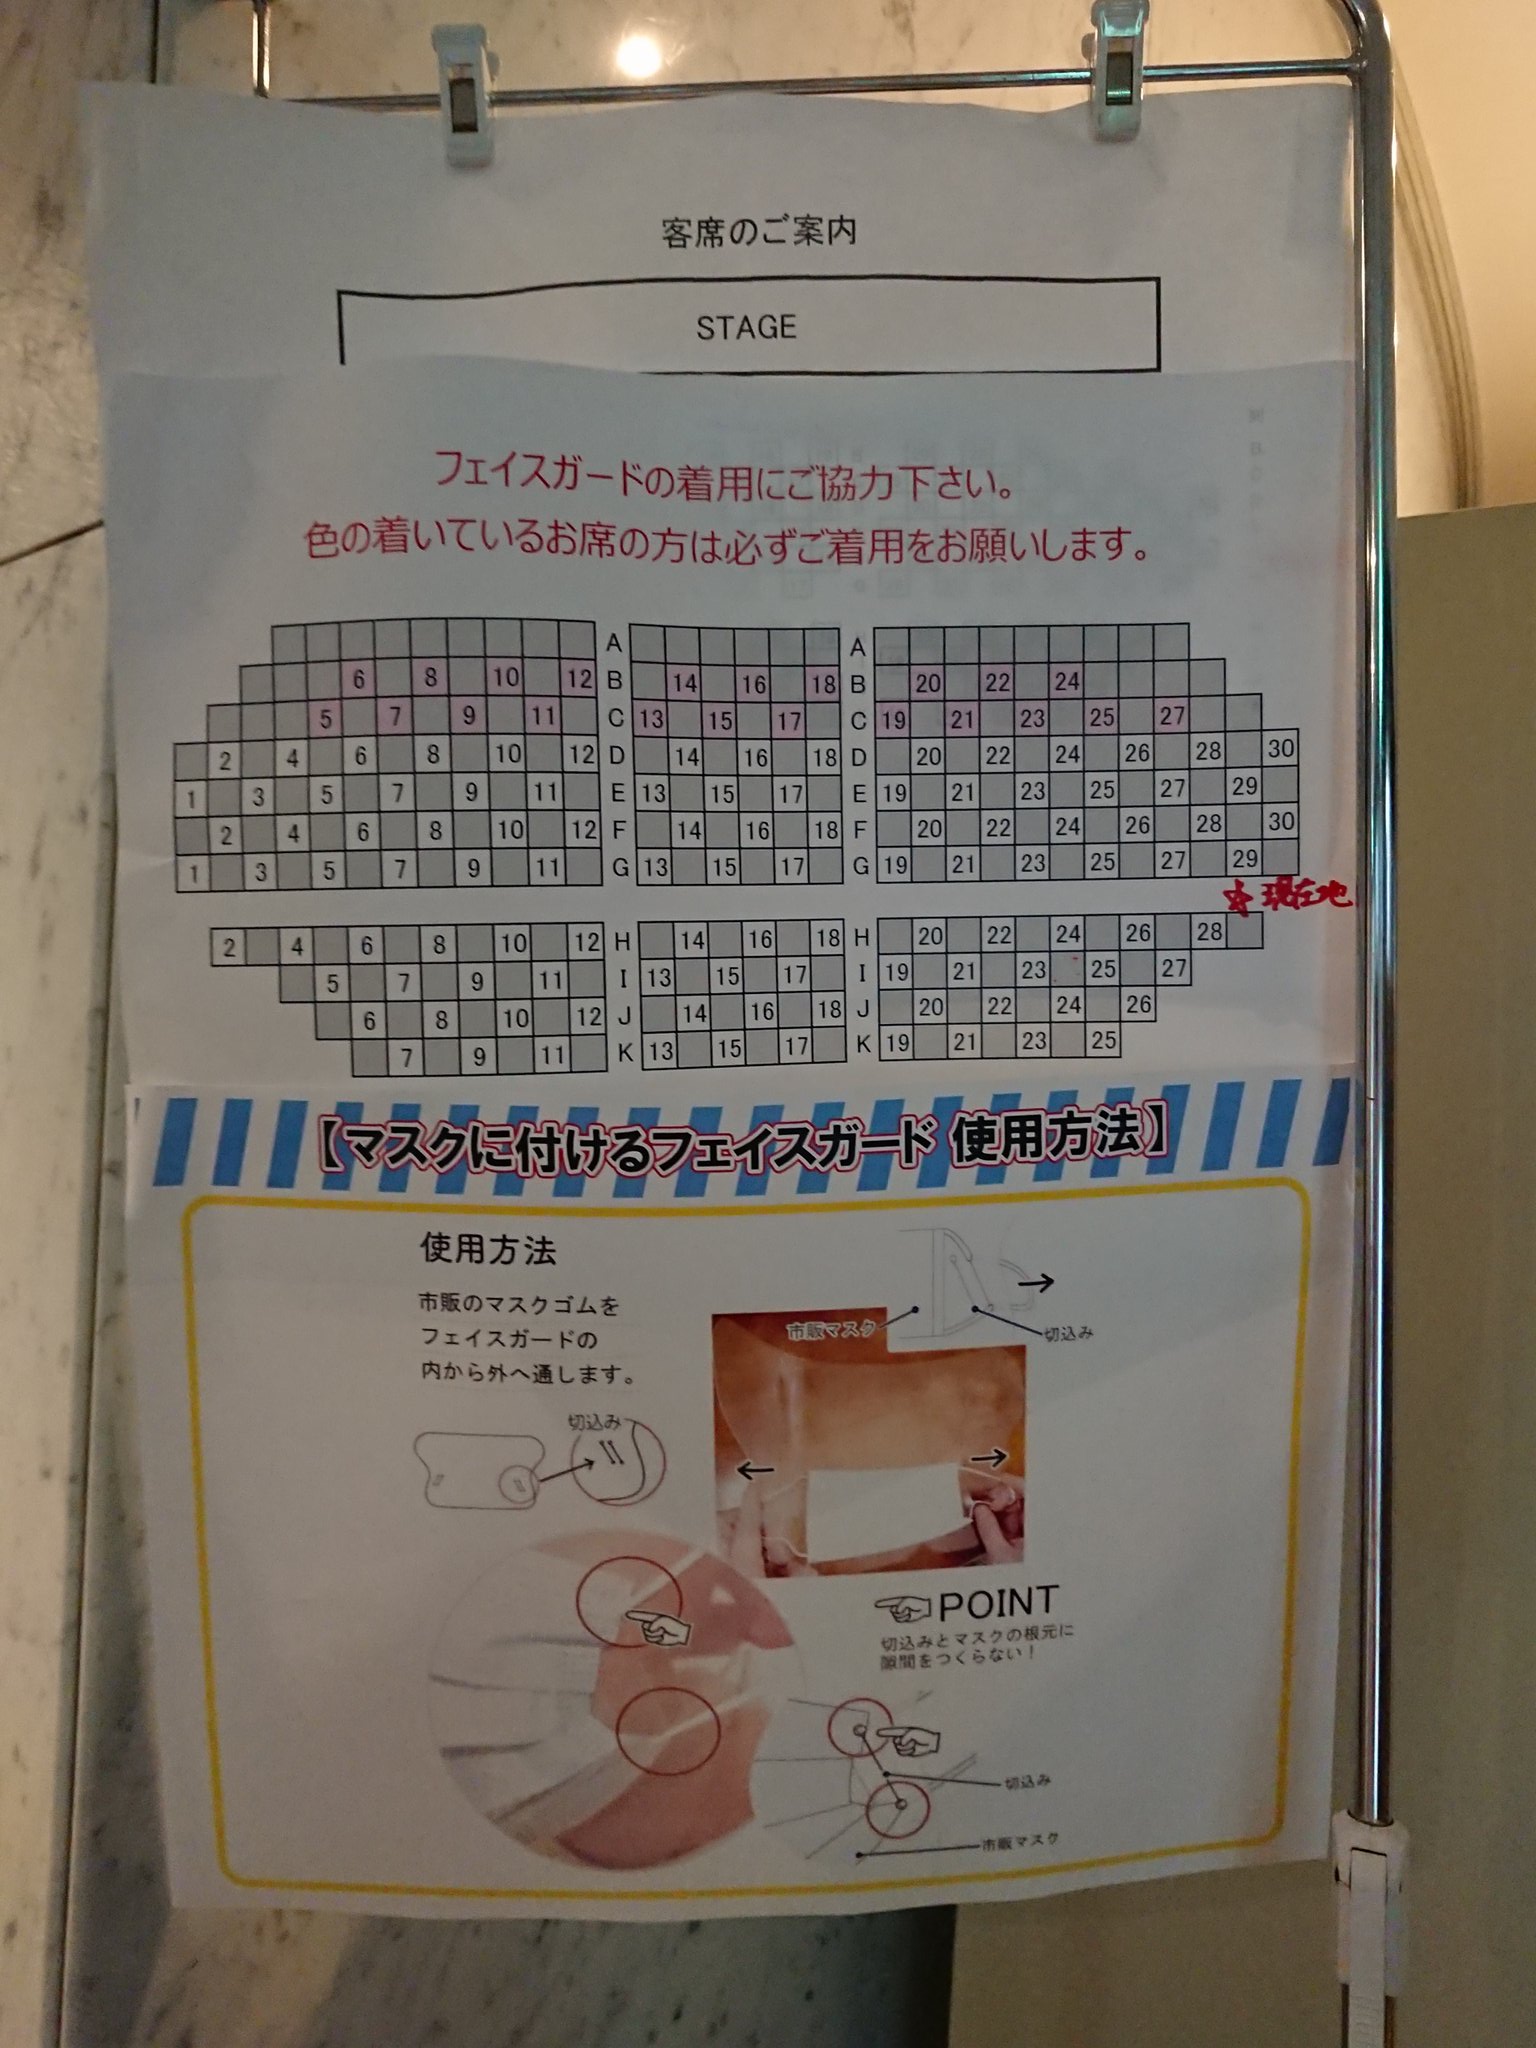 客席のご案内
STAGE
フェイスガードの着用にご協力下さい。
色の着いているお席の方は必ずご着用をお願いします。
A A
6 8 10 12 B 14 16 18 B 20 22 24
5 7 9 11 C 13 15 17 C 19 21 23 25 27
2 4 6 8 10 12 D 14 16 18 D 20 22 24 26 28 30
1 3 5 7 9 11 E 13 15 17 E 19 21 23 25 27 29
2 4 6 8 10 12 F 14 16 18 F 20 22 24 26 28 30
1 3 5 7 9 11 G 13 15 17 G 19 21 23 25 27 29
☆現在地
2 4 6 8 10 12 H 14 16 18 H 20 22 24 26 28
5 7 9 11 I 13 15 17 I 19 21 23 25 27
6 8 10 12 J 14 16 18 J 20 22 24 26
7 9 11 K 13 15 17 K 19 21 23 25
【マスクに付けるフェイスガード 使用方法】
使用方法
市販のマスクゴムを
フェイスガードの
内から外へ通します。
市販マスク
切込み
切込み
POINT
切込みとマスクの根元に
隙間をつくらない！
切込み
市販マスク